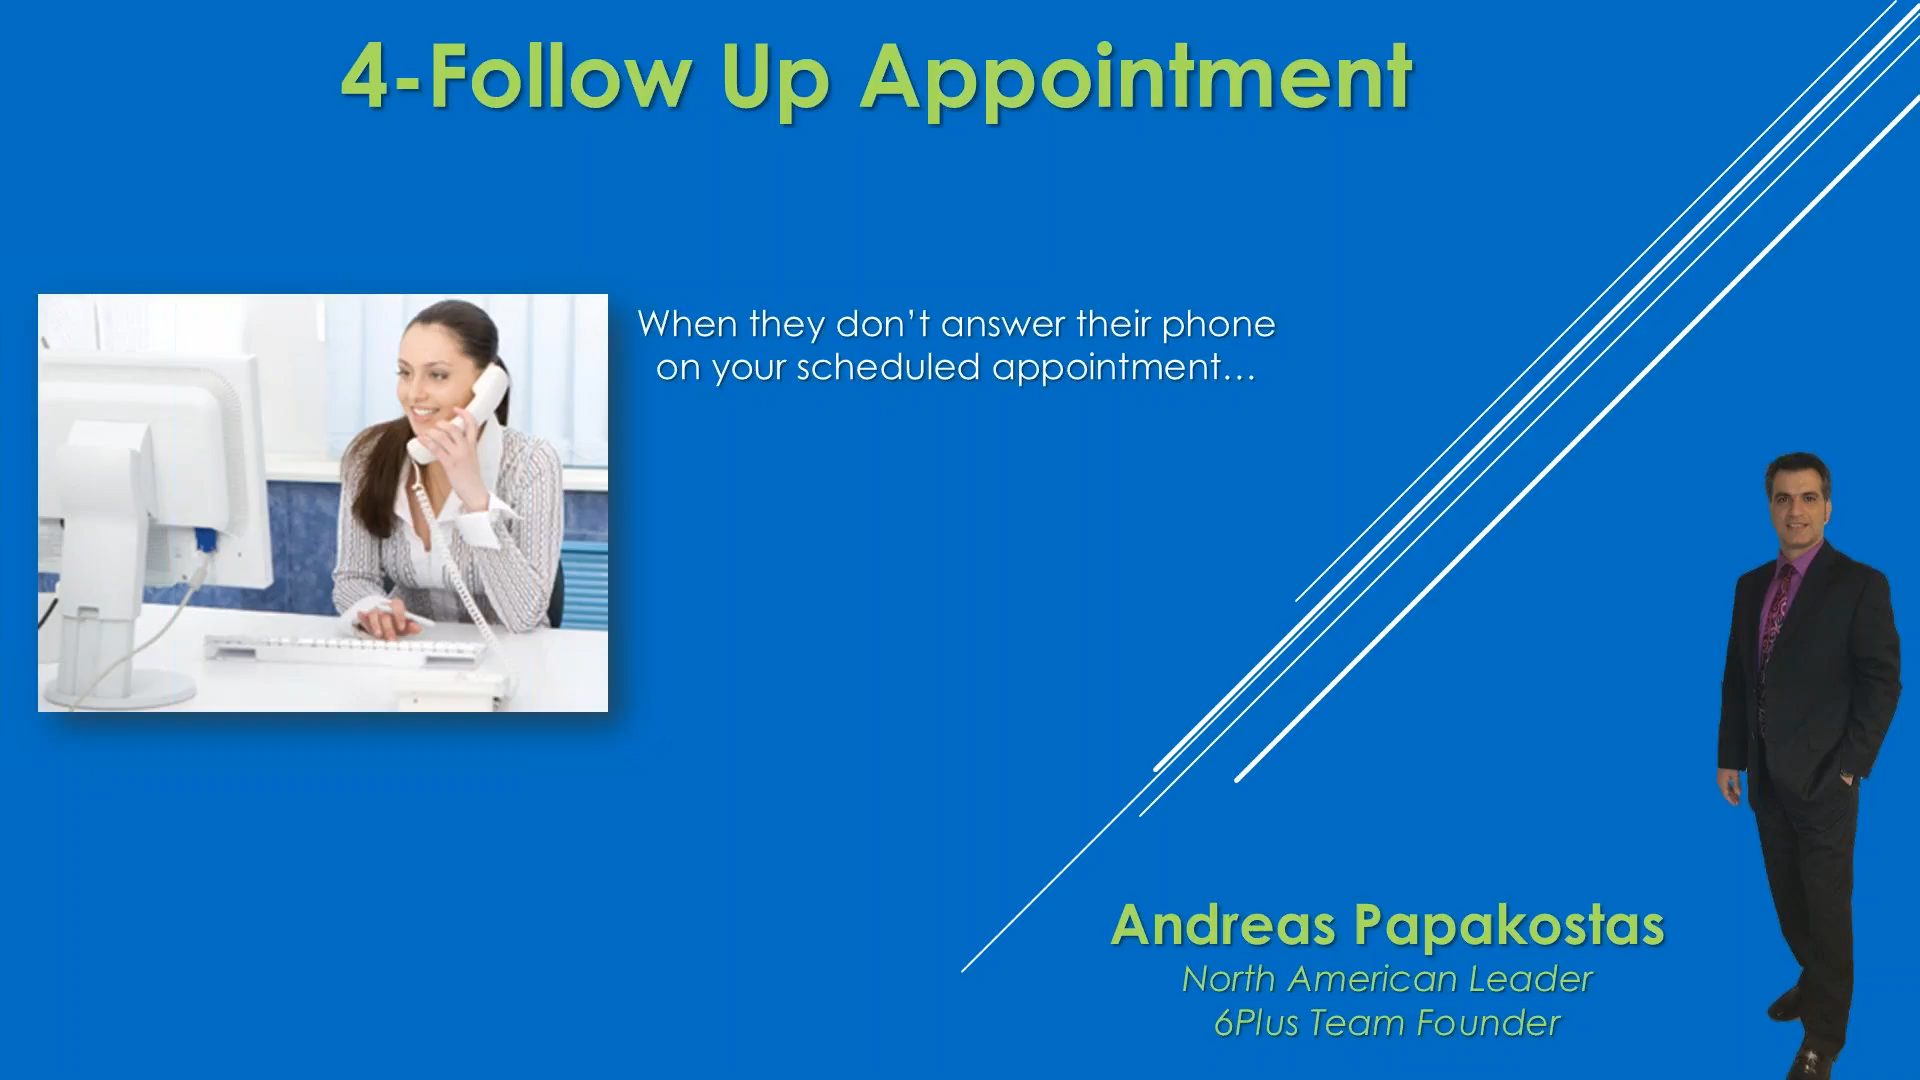 4-Follow Up Appointment
When they don’t answer their phone
on your scheduled appointment…
Andreas Papakostas
North American Leader
6Plus Team Founder